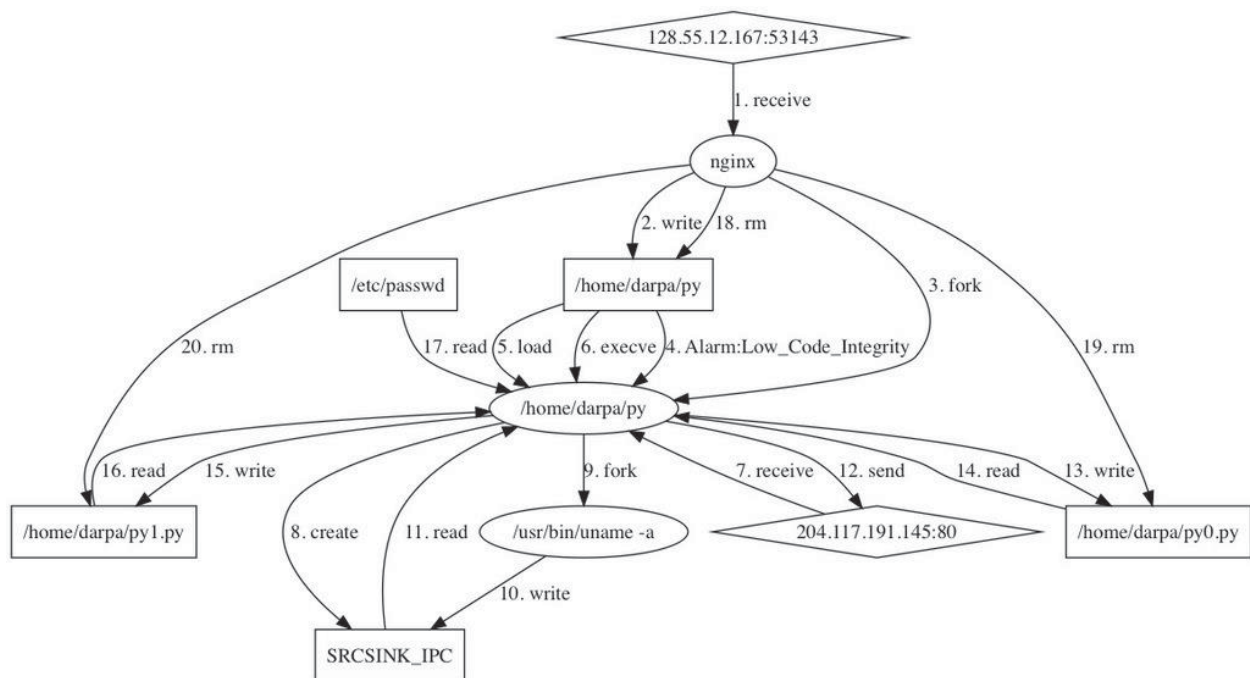 128.55.12.167:53143
1. receive
nginx
2. write
18. rm
3. fork
/etc/passwd
/home/darpa/py
20. rm
17. read
5. load
6. execve
4. Alarm:Low_Code_Integrity
19. rm
/home/darpa/py
16. read
15. write
9. fork
7. receive
12. send
14. read
13. write
/home/darpa/py1.py
8. create
11. read
/usr/bin/uname -a
204.117.191.145:80
/home/darpa/py0.py
10. write
SRCSINK_IPC